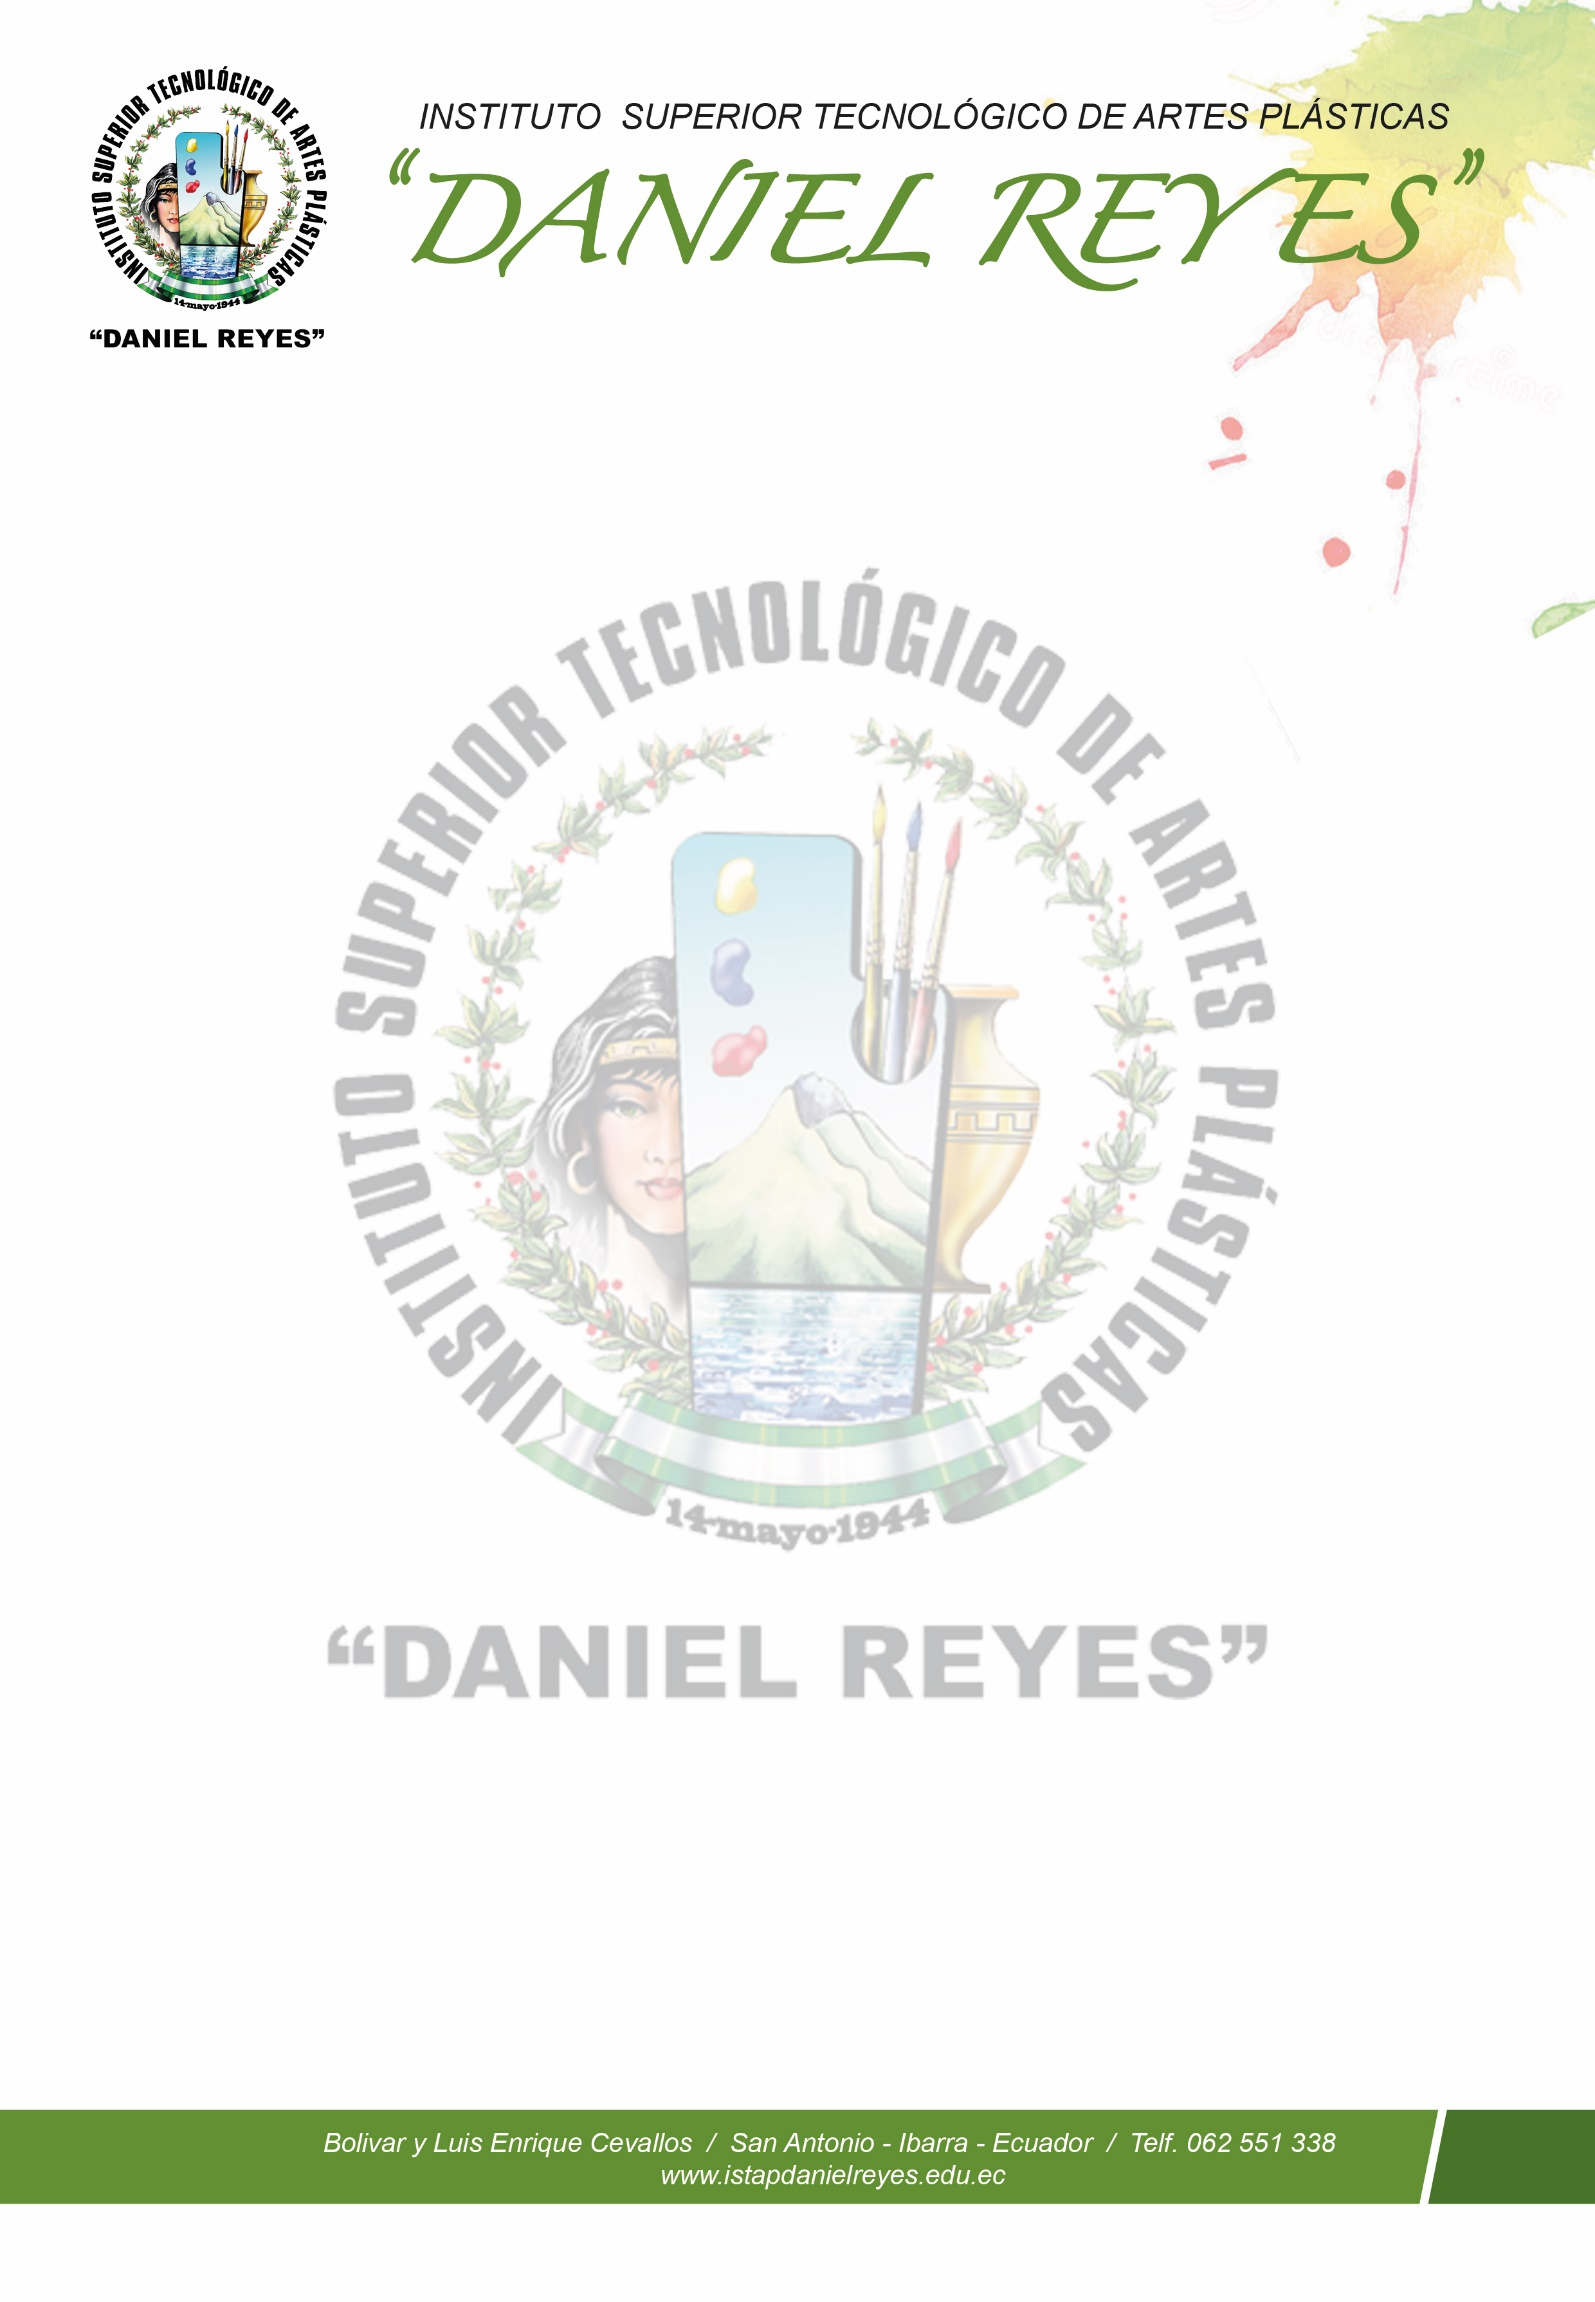 INSTITUTO SUPERIOR TECNOLÓGICO DE ARTES PLÁSTICAS
14·mayo·1944
“DANIEL REYES”
INSTITUTO SUPERIOR TECNOLÓGICO DE ARTES PLÁSTICAS
“DANIEL REYES”
INSTITUTO SUPERIOR TECNOLÓGICO DE ARTES PLÁSTICAS
14·mayo·1944
“DANIEL REYES”
Bolivar y Luis Enrique Cevallos / San Antonio - Ibarra - Ecuador / Telf. 062 551 338
www.istapdanielreyes.edu.ec